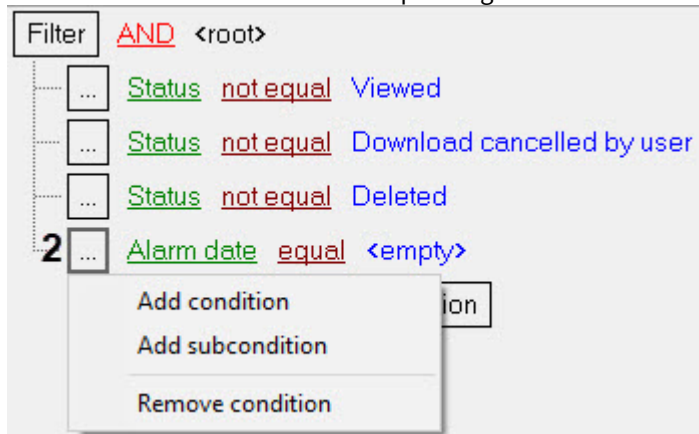 Filter AND <root>
... Status not equal Viewed
... Status not equal Download cancelled by user
... Status not equal Deleted
2 ... Alarm date equal <empty>
Add condition
ion
Add subcondition
Remove condition